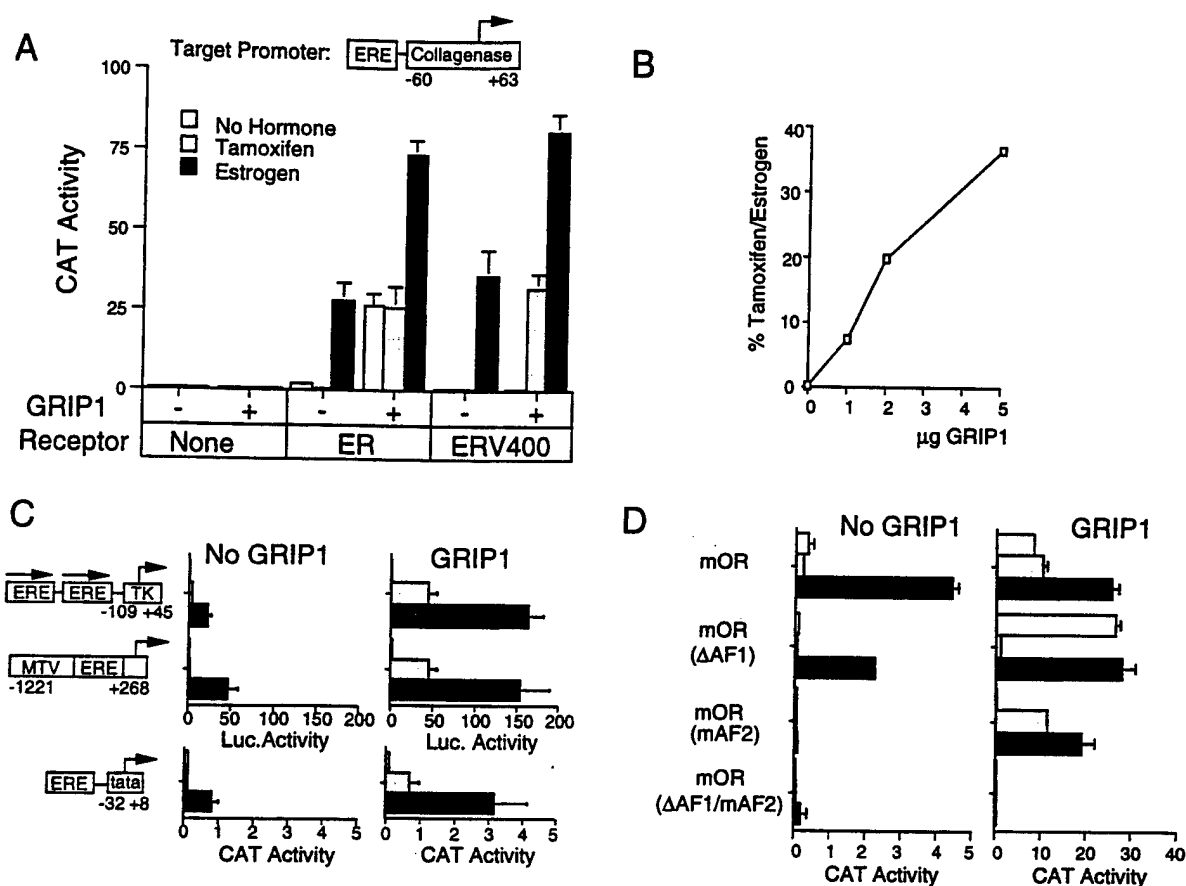 A
Target Promoter: ERE Collagenase
-60 +63
100
75
50
25
0
CAT Activity
No Hormone
Tamoxifen
Estrogen
GRIP1 - + - + - +
Receptor None ER ERV400
B
40
30
20
10
0
% Tamoxifen/Estrogen
0 1 2 3 4 5
µg GRIP1
C
No GRIP1 GRIP1
ERE ERE TK
-109 +45
MTV ERE
-1221 +268
0 50 100 150 200 0 50 100 150 200
Luc.Activity Luc. Activity
ERE tata
-32 +8
0 1 2 3 4 5 0 1 2 3 4 5
CAT Activity CAT Activity
D
No GRIP1 GRIP1
mOR
mOR
(ΔAF1)
mOR
(mAF2)
mOR
(ΔAF1/mAF2)
0 1 2 3 4 5 0 10 20 30 40
CAT Activity CAT Activity